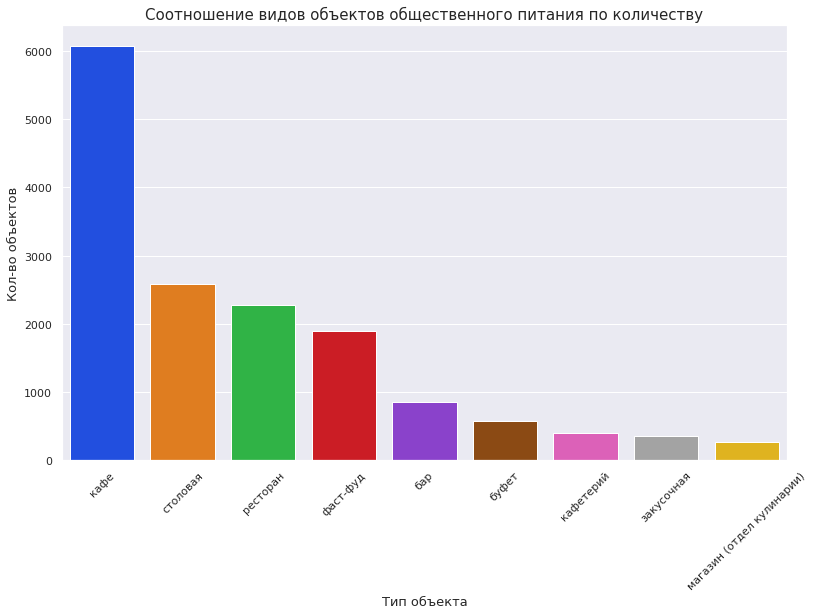 Соотношение видов объектов общественного питания по количеству
Кол-во объектов
6000
5000
4000
3000
2000
1000
0
кафе
столовая
ресторан
фаст-фуд
бар
буфет
кафетерий
закусочная
магазин (отдел кулинарии)
Тип объекта